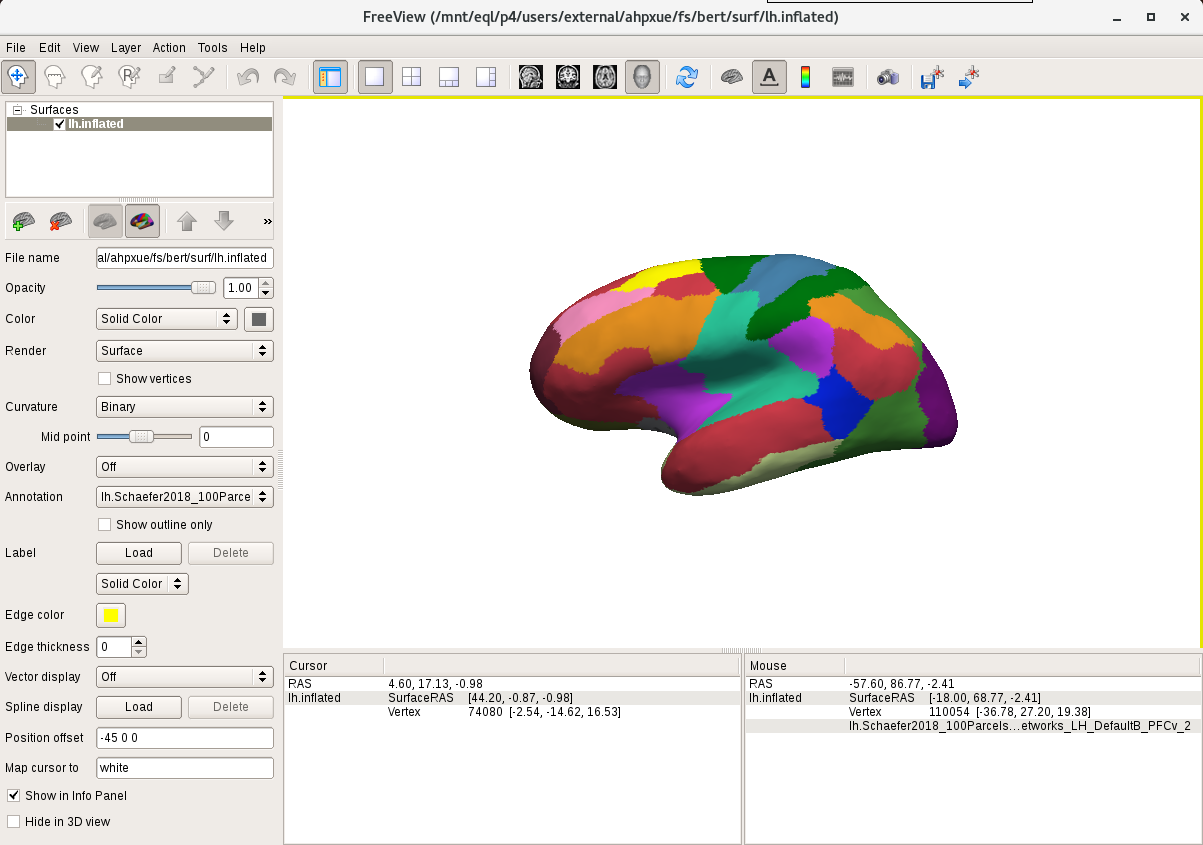 FreeView (/mnt/eql/p4/users/external/ahpxue/fs/bert/surf/lh.inflated)
File Edit View Layer Action Tools Help
R
A
Surfaces
lh.inflated
»
File name al/ahpxue/fs/bert/surf/lh.inflated
Opacity 1.00
Color Solid Color
Render Surface
Show vertices
Curvature Binary
Mid point 0
Overlay Off
Annotation lh.Schaefer2018_100Parce
Show outline only
Label Load Delete
Solid Color
Edge color
Edge thickness 0
Vector display Off
Spline display Load Delete
Position offset -45 0 0
Map cursor to white
Show in Info Panel
Hide in 3D view
Cursor
RAS 4.60, 17.13, -0.98
lh.inflated SurfaceRAS [44.20, -0.87, -0.98]
Vertex 74080 [-2.54, -14.62, 16.53]
Mouse
RAS -57.60, 86.77, -2.41
lh.inflated SurfaceRAS [-18.00, 68.77, -2.41]
Vertex 110054 [-36.78, 27.20, 19.38]
lh.Schaefer2018_100Parcels...etworks_LH_DefaultB_PFCv_2